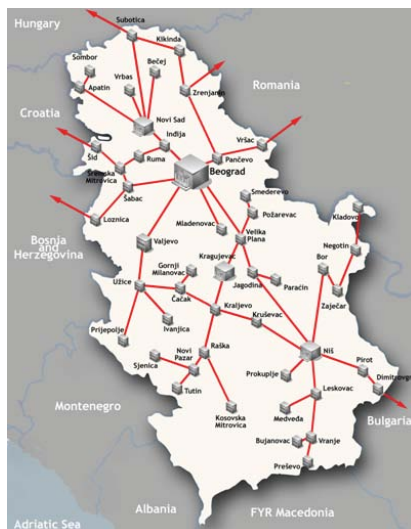 Hungary
Subotica
Kikinda
Sombor
Bečej
Vrbas
Apatin
Zrenjanin
Romania
Croatia
Novi Sad
Inđija
Vršac
Šid
Ruma
Pančevo
Sremska
Mitrovica
Beograd
Šabac
Smederevo
Loznica
Mladenovac
Požarevac
Kladovo
Bosnia
and
Herzegovina
Valjevo
Velika
Plana
Negotin
Kragujevac
Bor
Gornji
Milanovac
Jagodina
Paraćin
Užice
Čačak
Zaječar
Kraljevo
Kruševac
Ivanjica
Prijepolje
Novi
Pazar
Raška
Niš
Pirot
Sjenica
Prokuplje
Dimitrovgrad
Tutin
Leskovac
Kosovska
Mitrovica
Medveđa
Bulgaria
Montenegro
Bujanovac
Vranje
Preševo
Albania
FYR Macedonia
Adriatic Sea